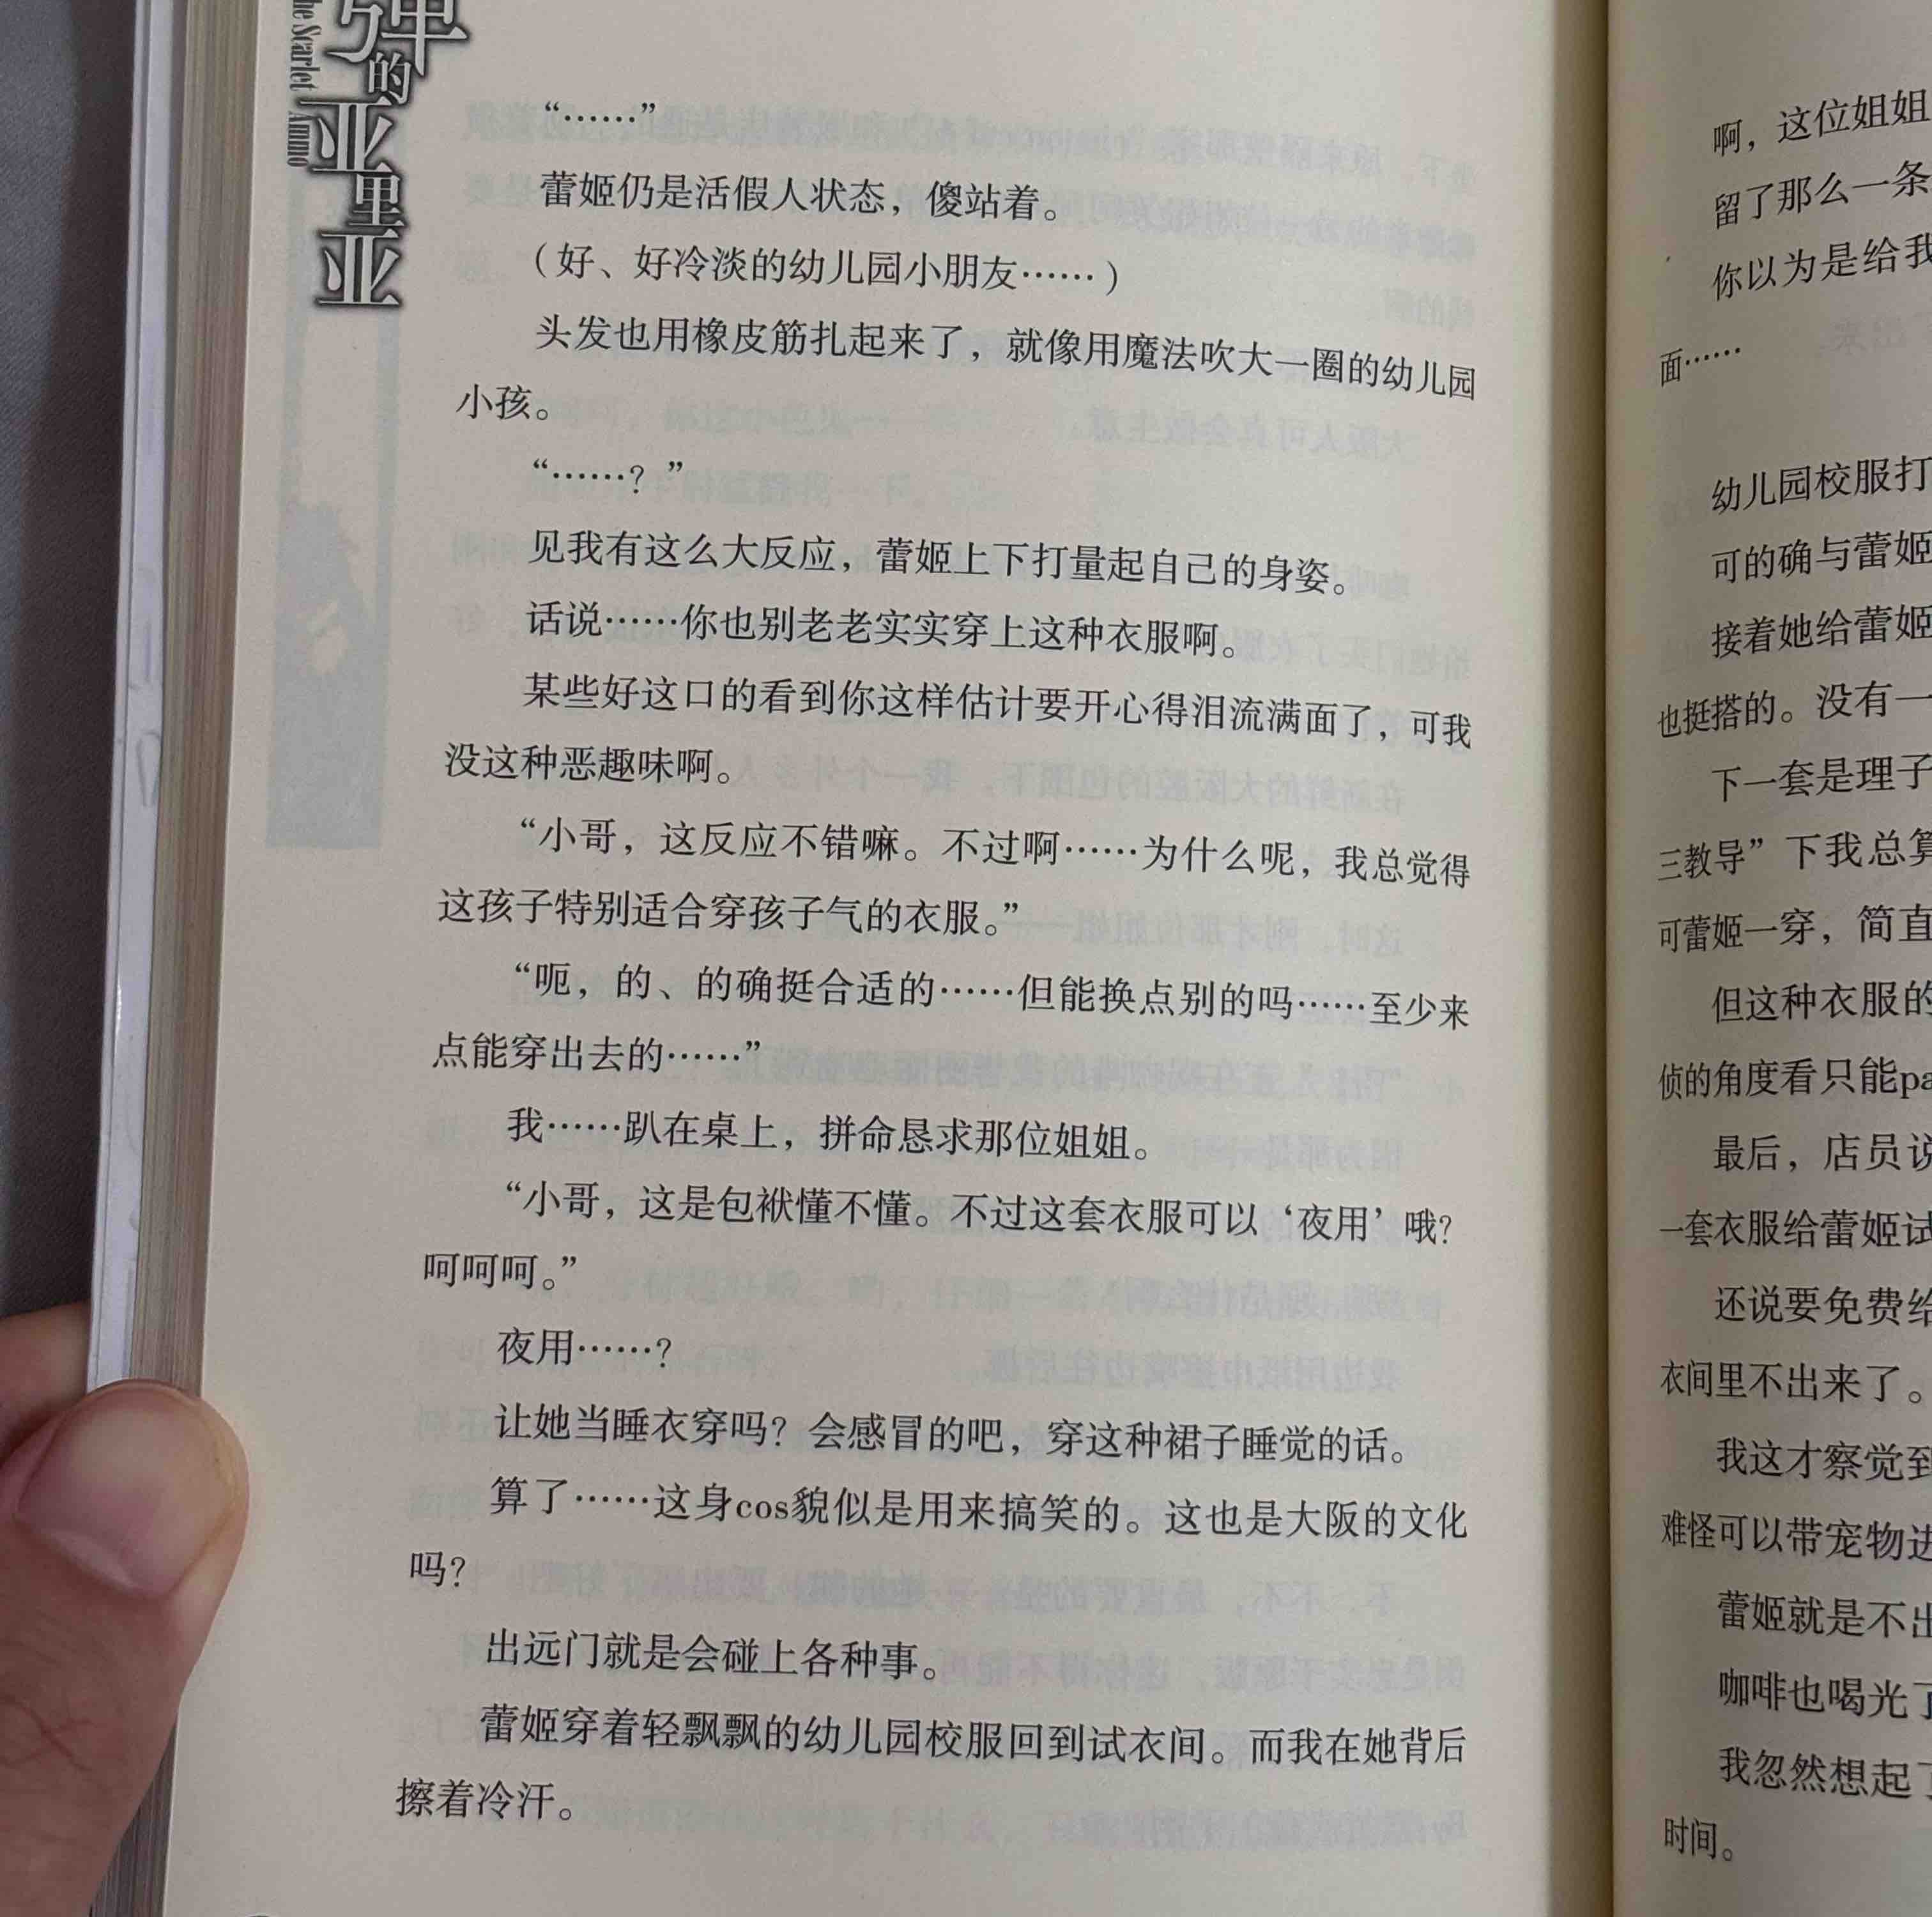 弹的亚里亚
the Scarlet Ammo
“……”
蕾姬仍是活假人状态，傻站着。
（好、好冷淡的幼儿园小朋友……）
头发也用橡皮筋扎起来了，就像用魔法吹大一圈的幼儿园
小孩。
“……？”
见我有这么大反应，蕾姬上下打量起自己的身姿。
话说……你也别老老实实穿上这种衣服啊。
某些好这口的看到你这样估计要开心得泪流满面了，可我
没这种恶趣味啊。
“小哥，这反应不错嘛。不过啊……为什么呢，我总觉得
这孩子特别适合穿孩子气的衣服。”
“呃，的、的确挺合适的……但能换点别的吗……至少来
点能穿出去的……”
我……趴在桌上，拼命恳求那位姐姐。
“小哥，这是包袱懂不懂。不过这套衣服可以‘夜用’哦？
呵呵呵。”
夜用……？
让她当睡衣穿吗？会感冒的吧，穿这种裙子睡觉的话。
算了……这身cos貌似是用来搞笑的。这也是大阪的文化
吗？
出远门就是会碰上各种事。
蕾姬穿着轻飘飘的幼儿园校服回到试衣间。而我在她背后
擦着冷汗。
啊，这位姐姐
留了那么一条
你以为是给我
面……
幼儿园校服打
可的确与蕾姬
接着她给蕾姬
也挺搭的。没有一
下一套是理子
三教导”下我总算
可蕾姬一穿，简直
但这种衣服的
侦的角度看只能pa
最后，店员说
一套衣服给蕾姬试
还说要免费给
衣间里不出来了。
我这才察觉到
难怪可以带宠物进
蕾姬就是不出
咖啡也喝光了
我忽然想起了
时间。